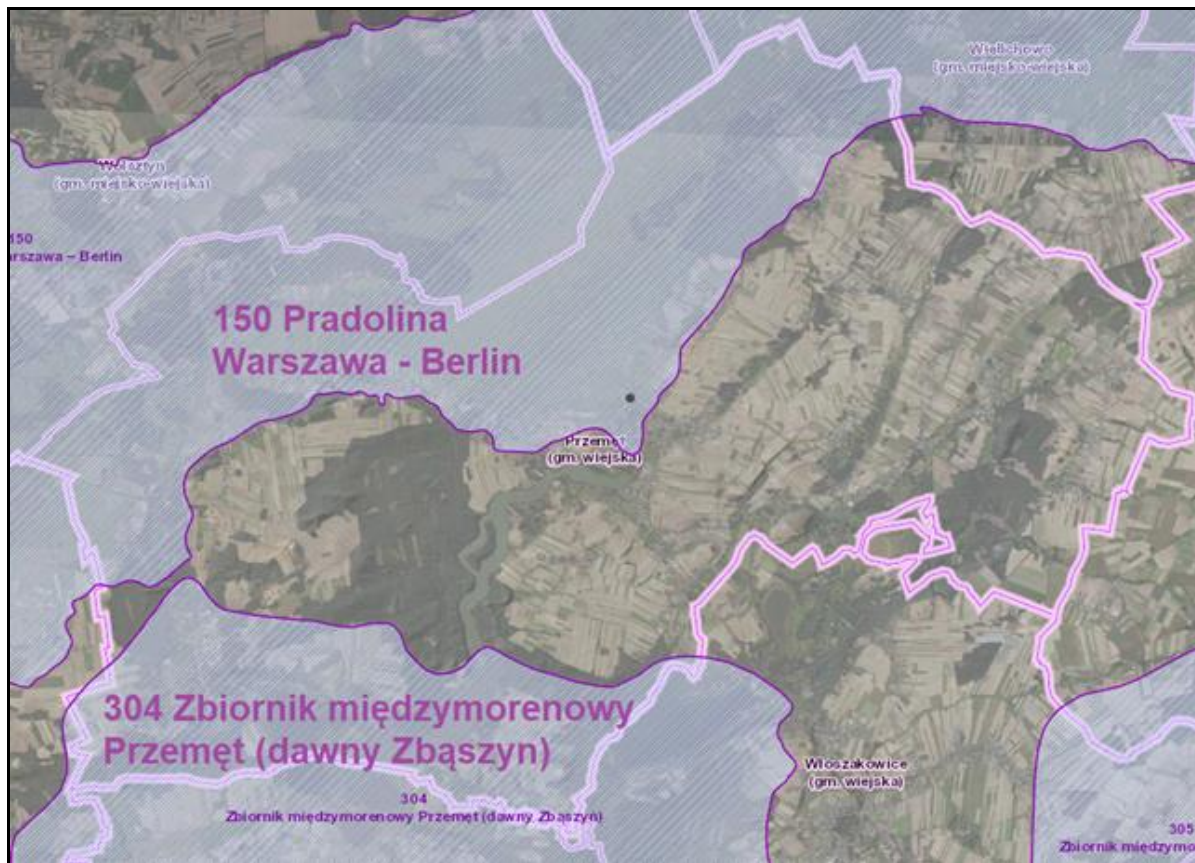 Wielichowo
(gm. miejsko-wiejska)
Wolsztyn
(gm. miejsko-wiejska)
150
rszawa – Berlin
150 Pradolina
Warszawa - Berlin
Przemęt
(gm. wiejska)
304 Zbiornik międzymorenowy
Przemęt (dawny Zbąszyn)
Włoszakowice
(gm. wiejska)
304
Zbiornik międzymorenowy Przemęt (dawny Zbąszyn)
305
Zbiornik międzymo